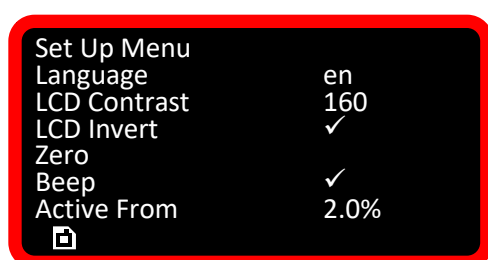 Set Up Menu
Language en
LCD Contrast 160
LCD Invert ✓
Zero
Beep ✓
Active From 2.0%